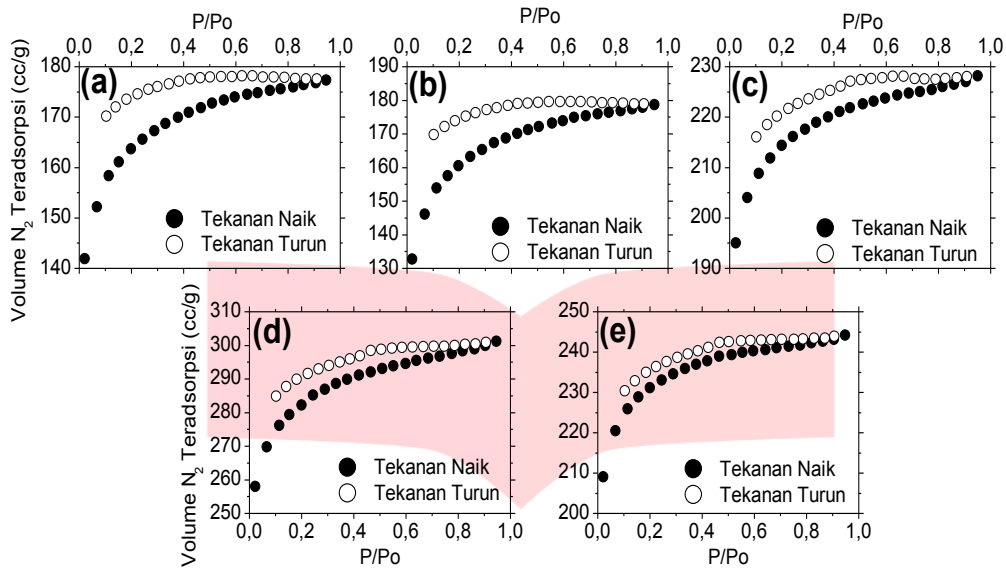 P/Po
P/Po
P/Po
0,0 0,2 0,4 0,6 0,8 1,0
0,0 0,2 0,4 0,6 0,8 1,0
0,0 0,2 0,4 0,6 0,8 1,0
Volume N2 Teradsorpsi (cc/g)
180
170
160
150
140
(a)
Tekanan Naik
Tekanan Turun
190
180
170
160
150
140
130
(b)
Tekanan Naik
Tekanan Turun
230
220
210
200
190
(c)
Tekanan Naik
Tekanan Turun
Volume N2 Teradsorpsi (cc/g)
310
300
290
280
270
260
250
(d)
Tekanan Naik
Tekanan Turun
0,0 0,2 0,4 0,6 0,8 1,0
P/Po
250
240
230
220
210
200
(e)
Tekanan Naik
Tekanan Turun
0,0 0,2 0,4 0,6 0,8 1,0
P/Po